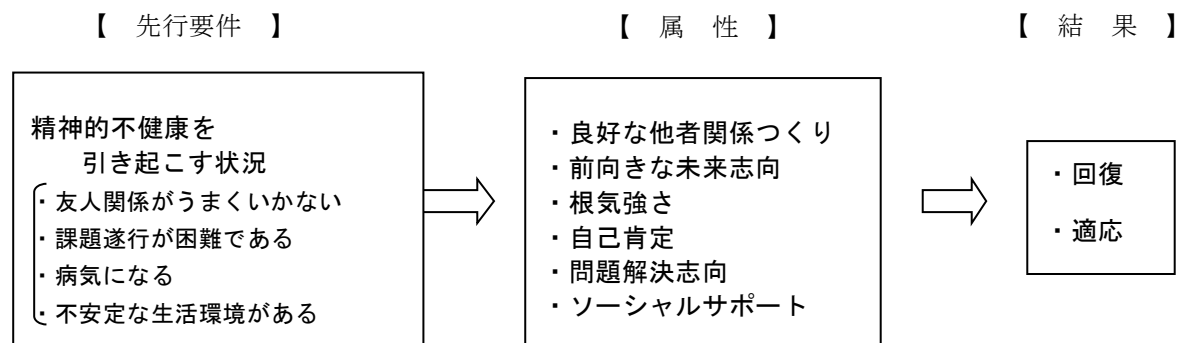 【 先行要件 】
【 属 性 】
【 結 果 】
精神的不健康を
引き起こす状況
・友人関係がうまくいかない
・課題遂行が困難である
・病気になる
・不安定な生活環境がある
・良好な他者関係つくり
・前向きな未来志向
・根気強さ
・自己肯定
・問題解決志向
・ソーシャルサポート
・回復
・適応